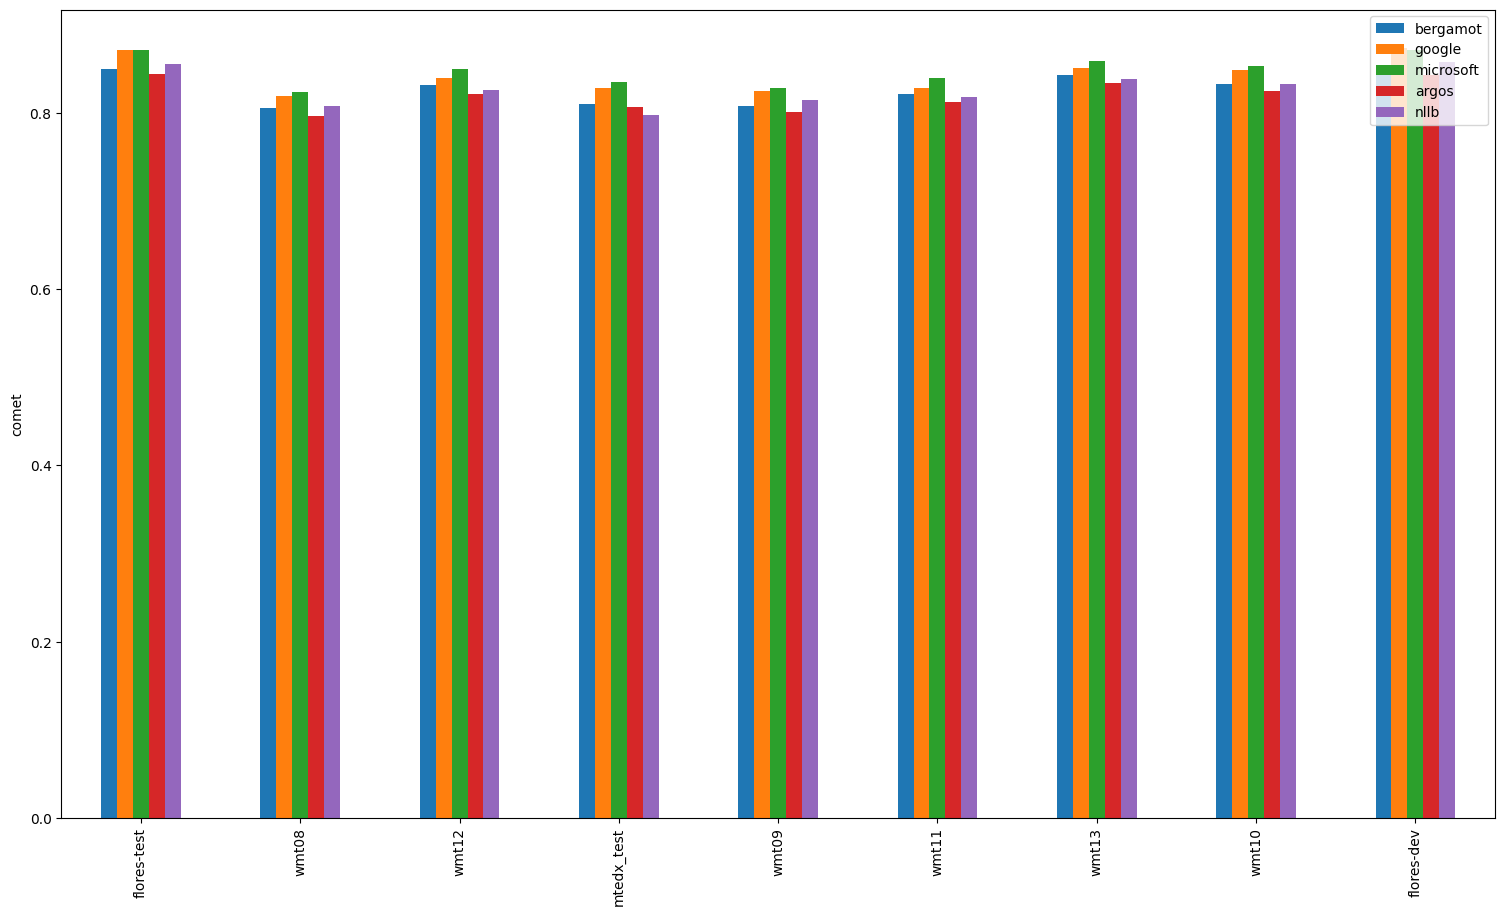 bergamot
google
microsoft
argos
nllb
comet
0.8
0.6
0.4
0.2
0.0
flores-test
wmt08
wmt12
mtedx_test
wmt09
wmt11
wmt13
wmt10
flores-dev